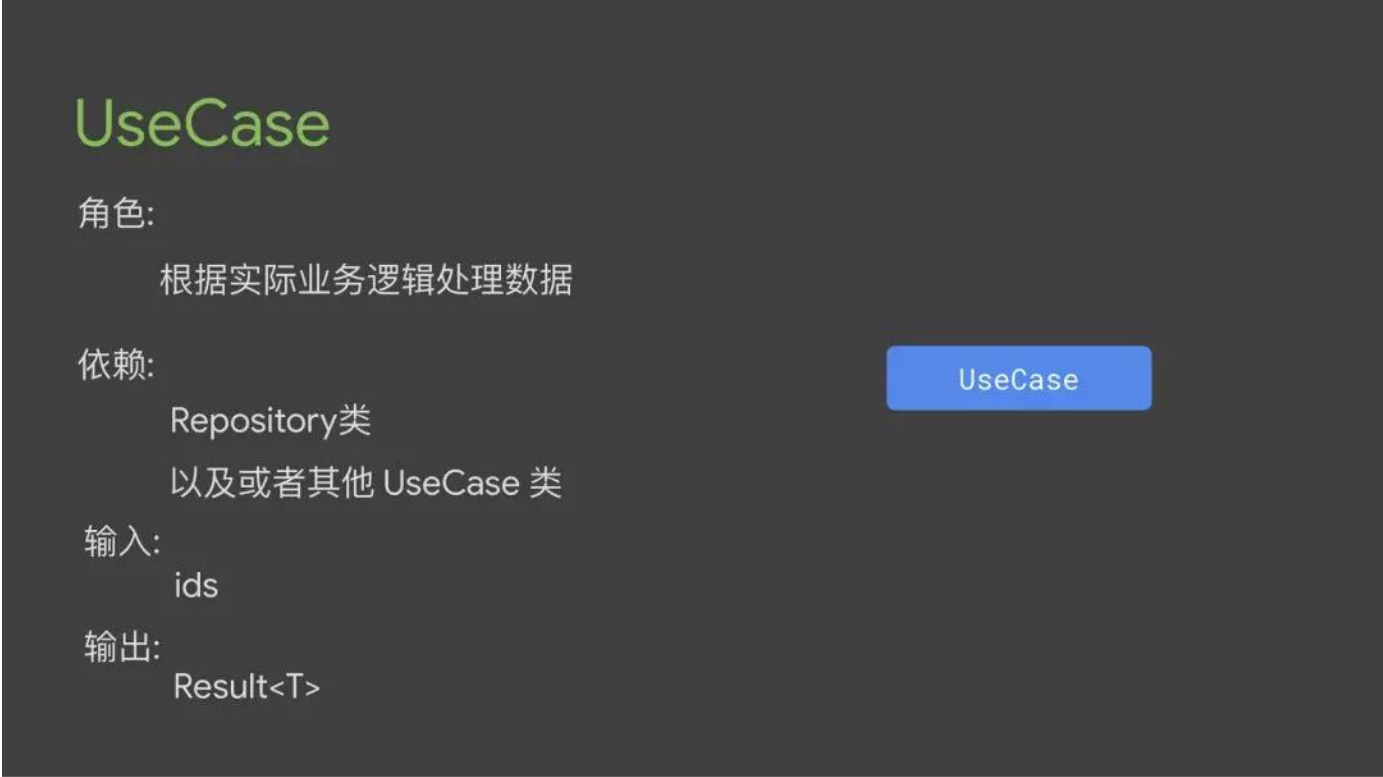 UseCase
角色:
根据实际业务逻辑处理数据
依赖:
Repository类
以及或者其他 UseCase 类
输入:
ids
输出:
Result<T>
UseCase